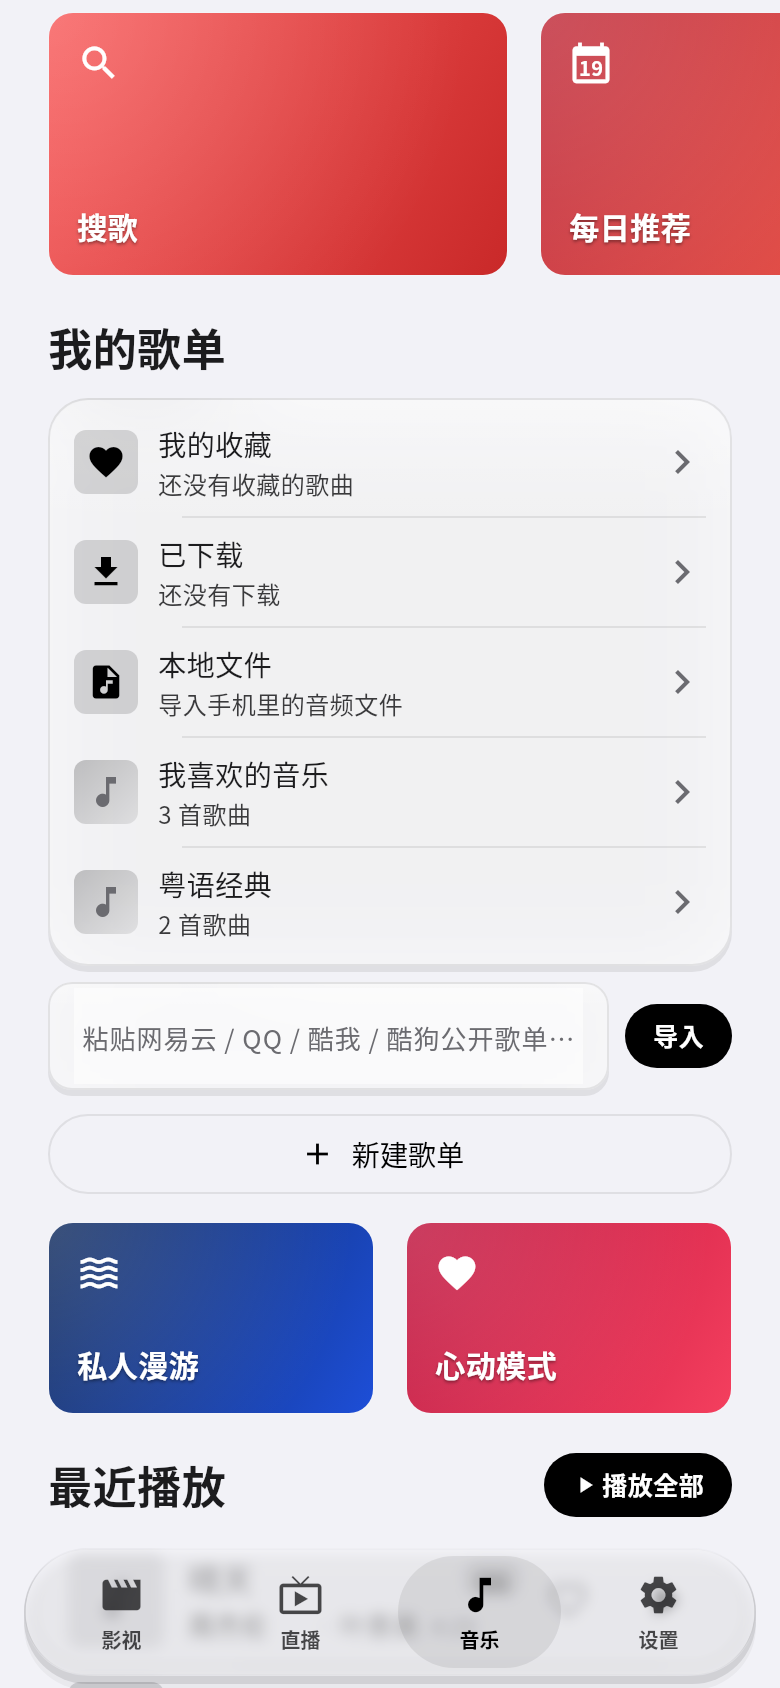 19
搜歌
每日推荐
我的歌单
我的收藏
还没有收藏的歌曲
已下载
还没有下载
本地文件
导入手机里的音频文件
我喜欢的音乐
3 首歌曲
粤语经典
2 首歌曲
粘贴网易云 / QQ / 酷我 / 酷狗公开歌单…
导入
新建歌单
私人漫游
心动模式
最近播放
播放全部
影视
直播
音乐
设置